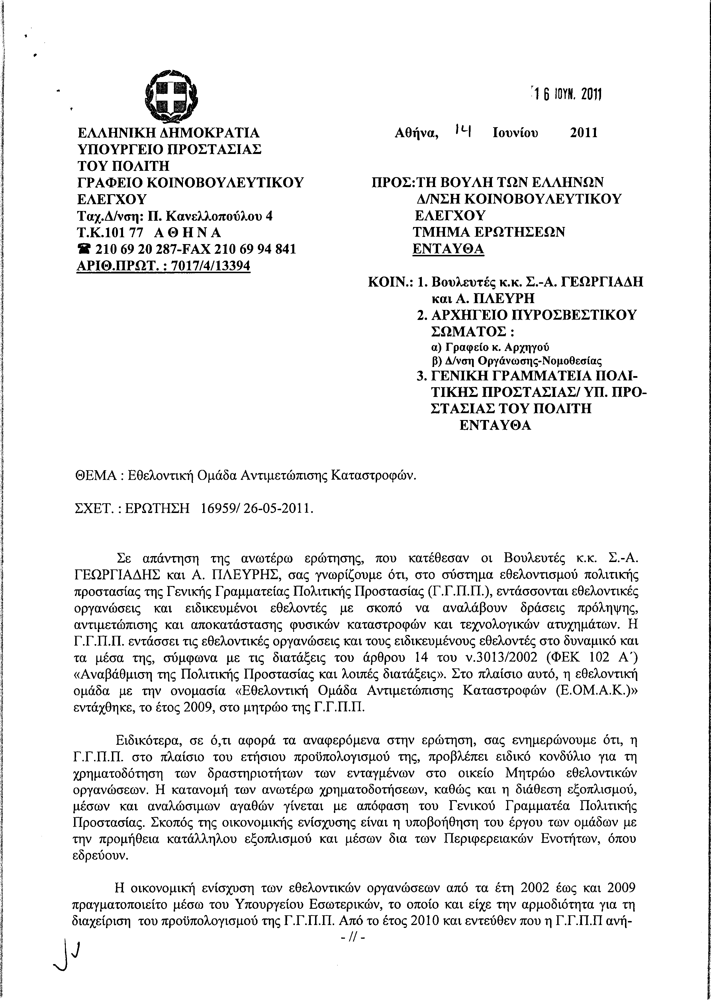 16 ΙΟΥΝ. 2011
ΕΛΛΗΝΙΚΗ ΔΗΜΟΚΡΑΤΙΑ
ΥΠΟΥΡΓΕΙΟ ΠΡΟΣΤΑΣΙΑΣ
ΤΟΥ ΠΟΛΙΤΗ
ΓΡΑΦΕΙΟ ΚΟΙΝΟΒΟΥΛΕΥΤΙΚΟΥ
ΕΛΕΓΧΟΥ
Ταχ.Δ/νση: Π. Κανελλοπούλου 4
Τ.Κ.101 77 Α Θ Η Ν Α
☎ 210 69 20 287-FAX 210 69 94 841
ΑΡΙΘ.ΠΡΩΤ. : 7017/4/13394
Αθήνα, 14 Ιουνίου 2011
ΠΡΟΣ:ΤΗ ΒΟΥΛΗ ΤΩΝ ΕΛΛΗΝΩΝ
Δ/ΝΣΗ ΚΟΙΝΟΒΟΥΛΕΥΤΙΚΟΥ
ΕΛΕΓΧΟΥ
ΤΜΗΜΑ ΕΡΩΤΗΣΕΩΝ
ΕΝΤΑΥΘΑ
ΚΟΙΝ.: 1. Βουλευτές κ.κ. Σ.-Α. ΓΕΩΡΓΙΑΔΗ
και Α. ΠΛΕΥΡΗ
2. ΑΡΧΗΓΕΙΟ ΠΥΡΟΣΒΕΣΤΙΚΟΥ
ΣΩΜΑΤΟΣ :
α) Γραφείο κ. Αρχηγού
β) Δ/νση Οργάνωσης-Νομοθεσίας
3. ΓΕΝΙΚΗ ΓΡΑΜΜΑΤΕΙΑ ΠΟΛΙ-
ΤΙΚΗΣ ΠΡΟΣΤΑΣΙΑΣ/ ΥΠ. ΠΡΟ-
ΣΤΑΣΙΑΣ ΤΟΥ ΠΟΛΙΤΗ
ΕΝΤΑΥΘΑ
ΘΕΜΑ : Εθελοντική Ομάδα Αντιμετώπισης Καταστροφών.
ΣΧΕΤ. : ΕΡΩΤΗΣΗ 16959/ 26-05-2011.
Σε απάντηση της ανωτέρω ερώτησης, που κατέθεσαν οι Βουλευτές κ.κ. Σ.-Α.
ΓΕΩΡΓΙΑΔΗΣ και Α. ΠΛΕΥΡΗΣ, σας γνωρίζουμε ότι, στο σύστημα εθελοντισμού πολιτικής
προστασίας της Γενικής Γραμματείας Πολιτικής Προστασίας (Γ.Γ.Π.Π.), εντάσσονται εθελοντικές
οργανώσεις και ειδικευμένοι εθελοντές με σκοπό να αναλάβουν δράσεις πρόληψης,
αντιμετώπισης και αποκατάστασης φυσικών καταστροφών και τεχνολογικών ατυχημάτων. Η
Γ.Γ.Π.Π. εντάσσει τις εθελοντικές οργανώσεις και τους ειδικευμένους εθελοντές στο δυναμικό και
τα μέσα της, σύμφωνα με τις διατάξεις του άρθρου 14 του ν.3013/2002 (ΦΕΚ 102 Α΄)
«Αναβάθμιση της Πολιτικής Προστασίας και λοιπές διατάξεις». Στο πλαίσιο αυτό, η εθελοντική
ομάδα με την ονομασία «Εθελοντική Ομάδα Αντιμετώπισης Καταστροφών (Ε.ΟΜ.Α.Κ.)»
εντάχθηκε, το έτος 2009, στο μητρώο της Γ.Γ.Π.Π.
Ειδικότερα, σε ό,τι αφορά τα αναφερόμενα στην ερώτηση, σας ενημερώνουμε ότι, η
Γ.Γ.Π.Π. στο πλαίσιο του ετήσιου προϋπολογισμού της, προβλέπει ειδικό κονδύλιο για τη
χρηματοδότηση των δραστηριοτήτων των ενταγμένων στο οικείο Μητρώο εθελοντικών
οργανώσεων. Η κατανομή των ανωτέρω χρηματοδοτήσεων, καθώς και η διάθεση εξοπλισμού,
μέσων και αναλώσιμων αγαθών γίνεται με απόφαση του Γενικού Γραμματέα Πολιτικής
Προστασίας. Σκοπός της οικονομικής ενίσχυσης είναι η υποβοήθηση του έργου των ομάδων με
την προμήθεια κατάλληλου εξοπλισμού και μέσων δια των Περιφερειακών Ενοτήτων, όπου
εδρεύουν.
Η οικονομική ενίσχυση των εθελοντικών οργανώσεων από τα έτη 2002 έως και 2009
πραγματοποιείτο μέσω του Υπουργείου Εσωτερικών, το οποίο και είχε την αρμοδιότητα για τη
διαχείριση του προϋπολογισμού της Γ.Γ.Π.Π. Από το έτος 2010 και εντεύθεν που η Γ.Γ.Π.Π ανή-
- // -